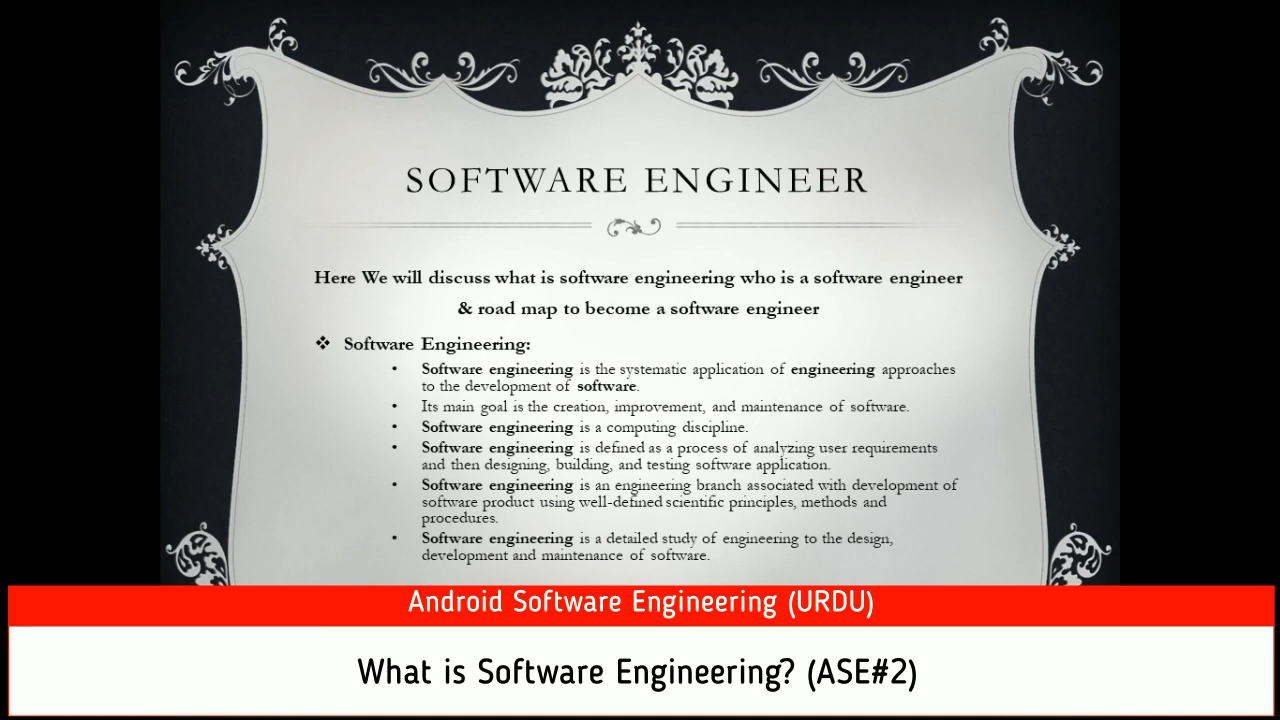 SOFTWARE ENGINEER
Here We will discuss what is software engineering who is a software engineer
& road map to become a software engineer
❖ Software Engineering:
• Software engineering is the systematic application of engineering approaches
to the development of software.
• Its main goal is the creation, improvement, and maintenance of software.
• Software engineering is a computing discipline.
• Software engineering is defined as a process of analyzing user requirements
and then designing, building, and testing software application.
• Software engineering is an engineering branch associated with development of
software product using well-defined scientific principles, methods and
procedures.
• Software engineering is a detailed study of engineering to the design,
development and maintenance of software.
Android Software Engineering (URDU)
What is Software Engineering? (ASE#2)